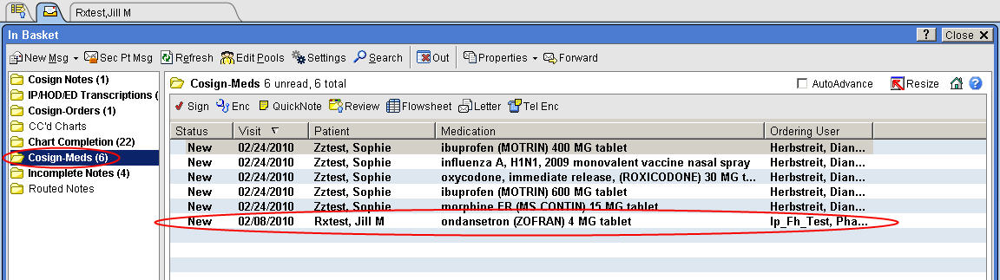 Rxtest,Jill M
In Basket ? Close X
New Msg Sec Pt Msg Refresh Edit Pools Settings Search Out Properties Forward
Cosign Notes (1)
IP/HOD/ED Transcriptions (
Cosign-Orders (1)
CC'd Charts
Chart Completion (22)
Cosign-Meds (6)
Incomplete Notes (4)
Routed Notes
Cosign-Meds 6 unread, 6 total AutoAdvance Resize ?
Sign Enc QuickNote Review Flowsheet Letter Tel Enc
Status Visit Patient Medication Ordering User
New 02/24/2010 Zztest, Sophie ibuprofen (MOTRIN) 400 MG tablet Herbstreit, Dian...
New 02/24/2010 Zztest, Sophie influenza A, H1N1, 2009 monovalent vaccine nasal spray Herbstreit, Dian...
New 02/24/2010 Zztest, Sophie oxycodone, immediate release, (ROXICODONE) 30 MG t... Herbstreit, Dian...
New 02/24/2010 Zztest, Sophie ibuprofen (MOTRIN) 600 MG tablet Herbstreit, Dian...
New 02/24/2010 Zztest, Sophie morphine ER (MS CONTIN) 15 MG tablet Herbstreit, Dian...
New 02/08/2010 Rxtest, Jill M ondansetron (ZOFRAN) 4 MG tablet Ip_Fh_Test, Pha...